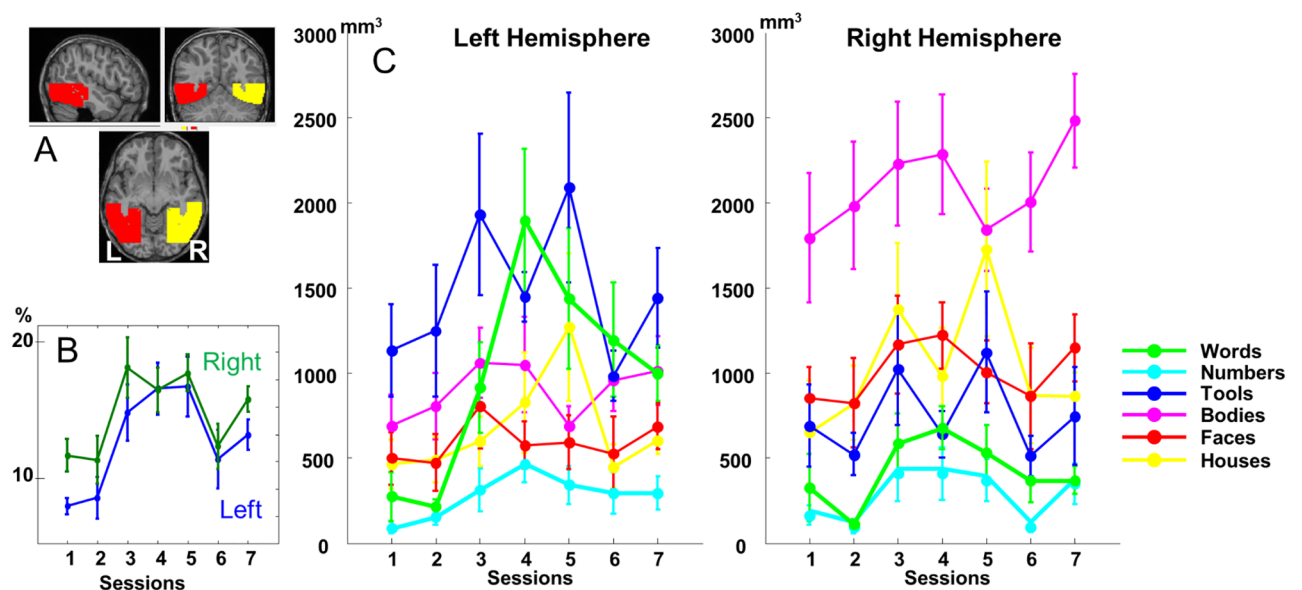 A
L R
B
%
20
10
Right
Left
1 2 3 4 5 6 7
Sessions
C
mm³
Left Hemisphere
3000
2500
2000
1500
1000
500
0
1 2 3 4 5 6 7
Sessions
mm³
Right Hemisphere
3000
2500
2000
1500
1000
500
0
1 2 3 4 5 6 7
Sessions
Words
Numbers
Tools
Bodies
Faces
Houses